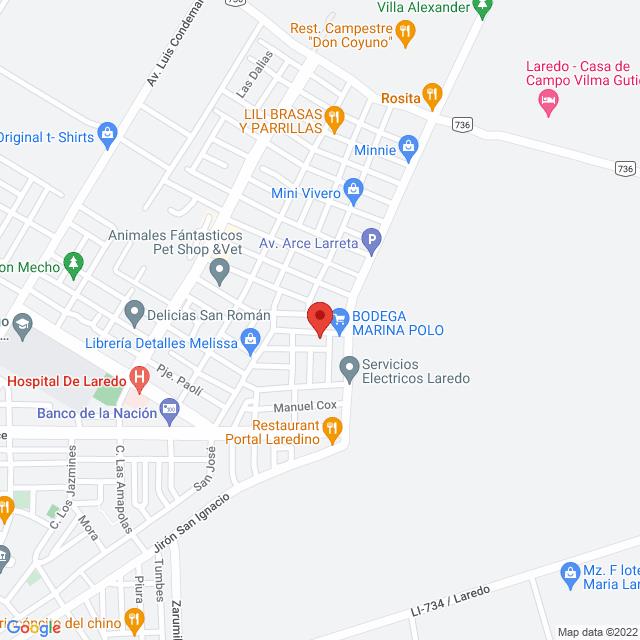 736
Villa Alexander
Rest. Campestre
"Don Coyuno"
Av. Luis Condemar
Las Dalias
Laredo - Casa de
Campo Vilma Gutie
Rosita
LILI BRASAS
Y PARRILLAS
736
Original t- Shirts
Minnie
736
Mini Vivero
Animales Fántasticos
Pet Shop &Vet
Av. Arce Larreta
P
on Mecho
Delicias San Román
BODEGA
MARINA POLO
go
...
Librería Detalles Melissa
Pje. Paoli
Servicios
Electricos Laredo
Hospital De Laredo
H
Banco de la Nación
Manuel Cox
Restaurant
Portal Laredino
ce
C. Los Jazmines
C. Las Amapolas
San José
Mora
Jirón San Ignacio
Piura
Tumbes
Zarumil
Mz. F lote
Maria Lar
LI-734 / Laredo
del chino
Google
Map data ©2022